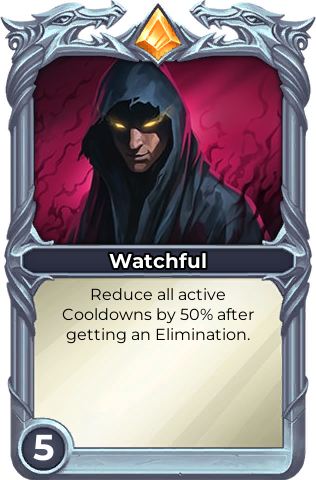 Watchful
Reduce all active
Cooldowns by 50% after
getting an Elimination.
5